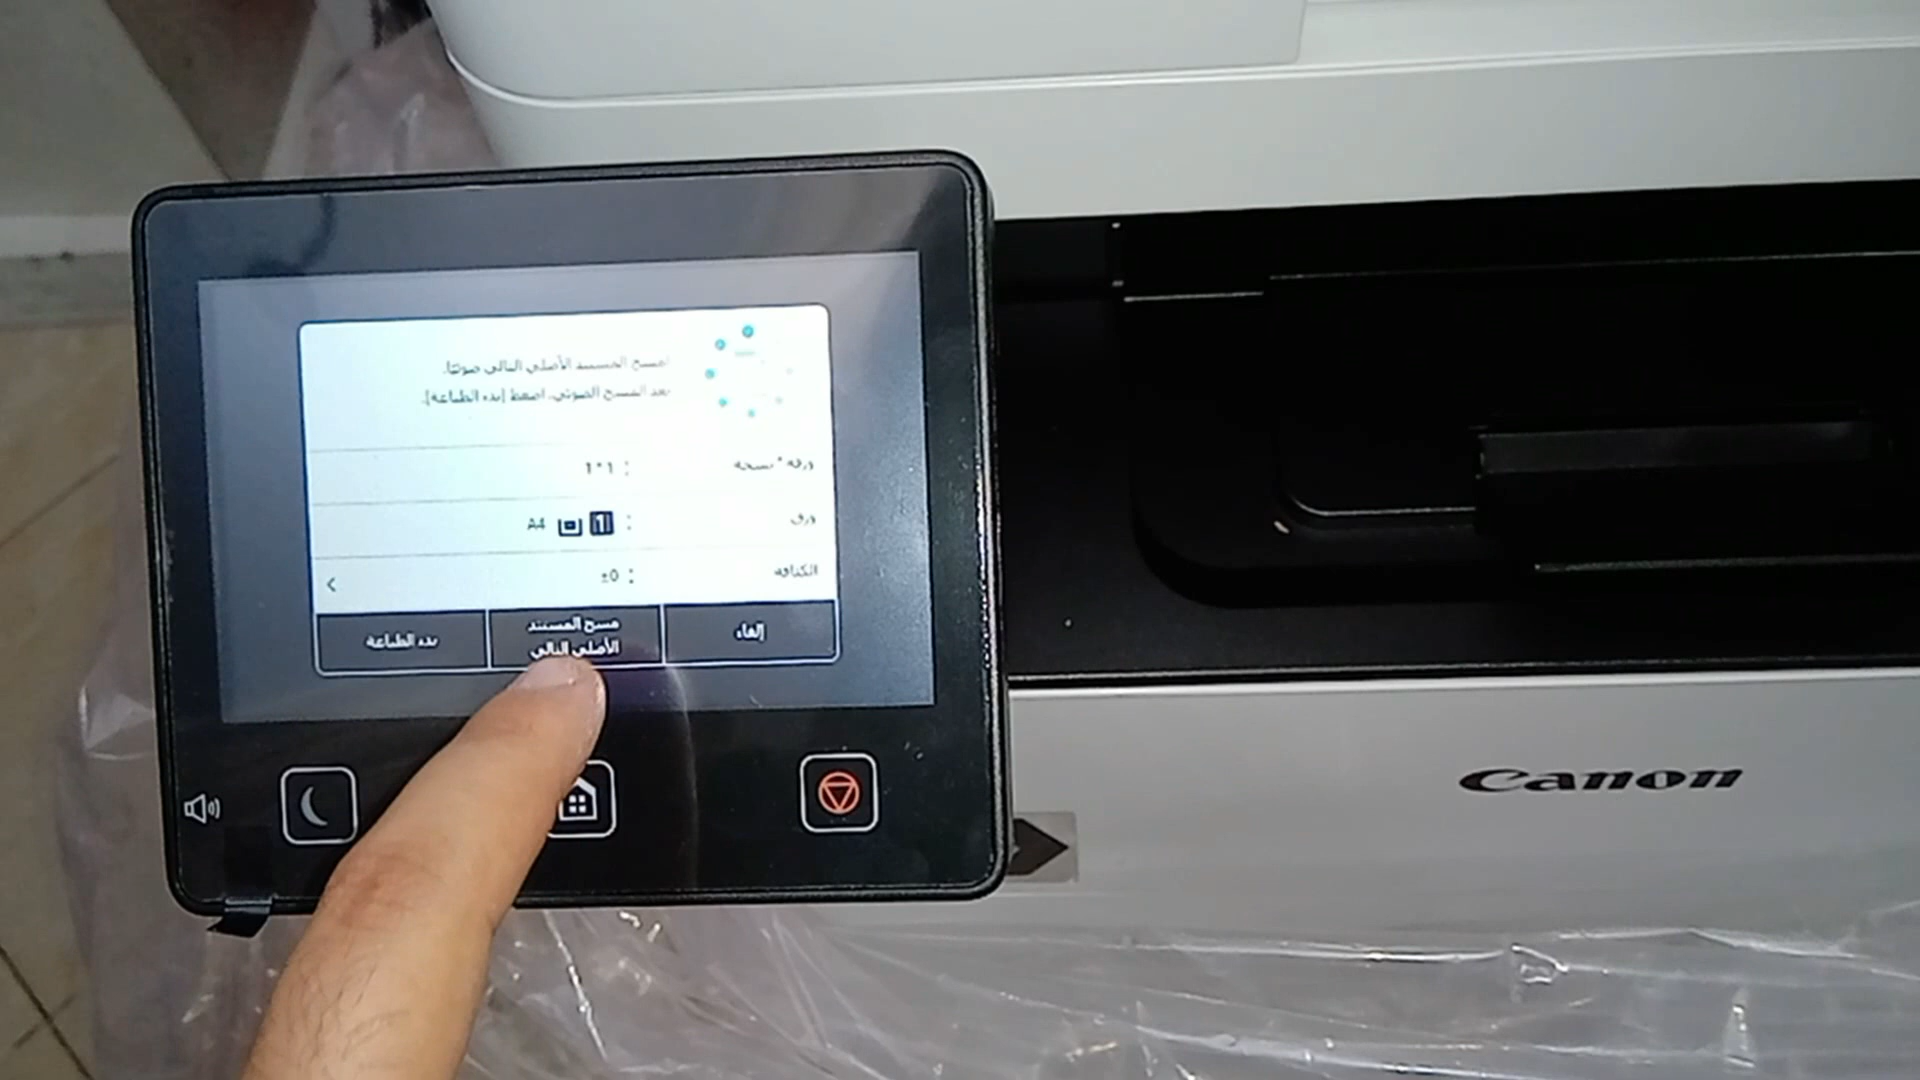 امسح المستند الأصلي التالي ضوئيًا.
بعد المسح الضوئي، اضغط [بدء الطباعة].
ورقة * نسخة : 1*1
ورق : 1 A4
الكثافة : ±0
إلغاء
مسح المستند
الأصلي التالي
بدء الطباعة
Canon